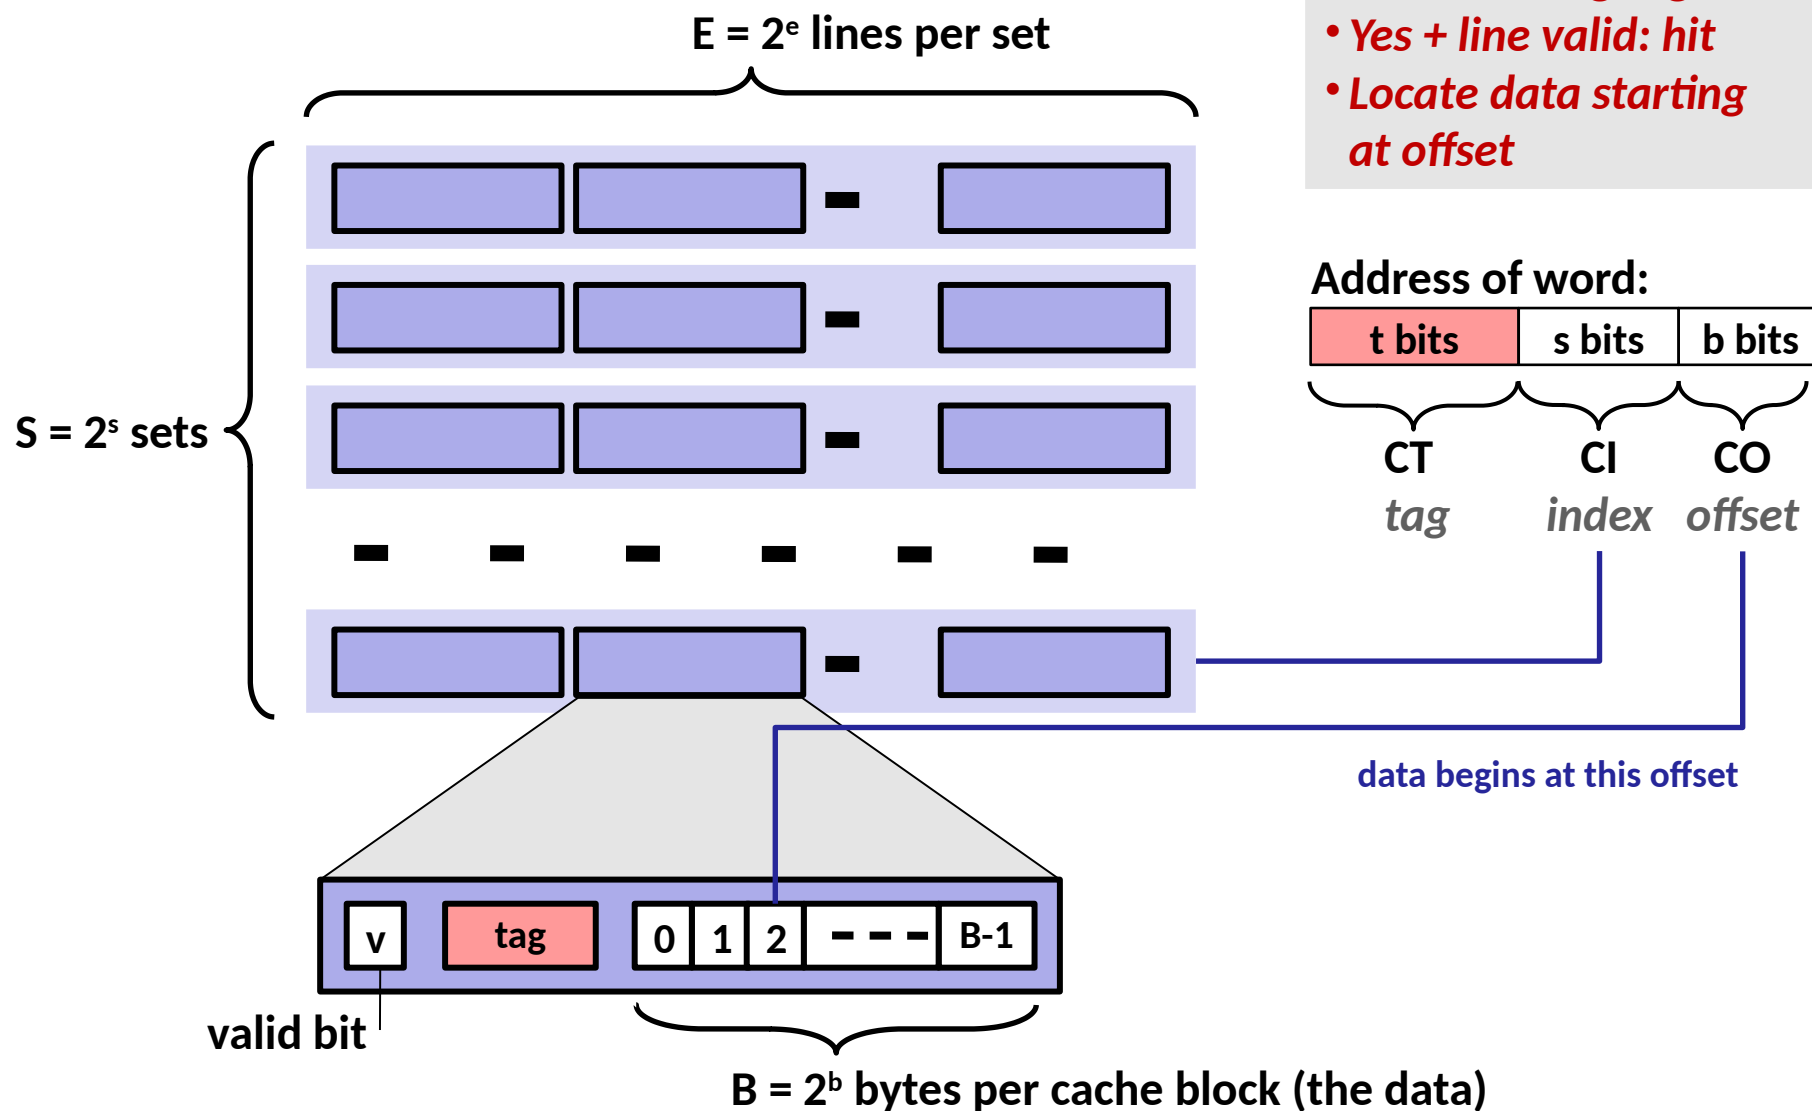 E = 2ᵉ lines per set
• Yes + line valid: hit
• Locate data starting
at offset
Address of word:
t bits s bits b bits
S = 2ˢ sets
CT CI CO
tag index offset
data begins at this offset
v tag 0 1 2 B-1
valid bit
B = 2ᵇ bytes per cache block (the data)